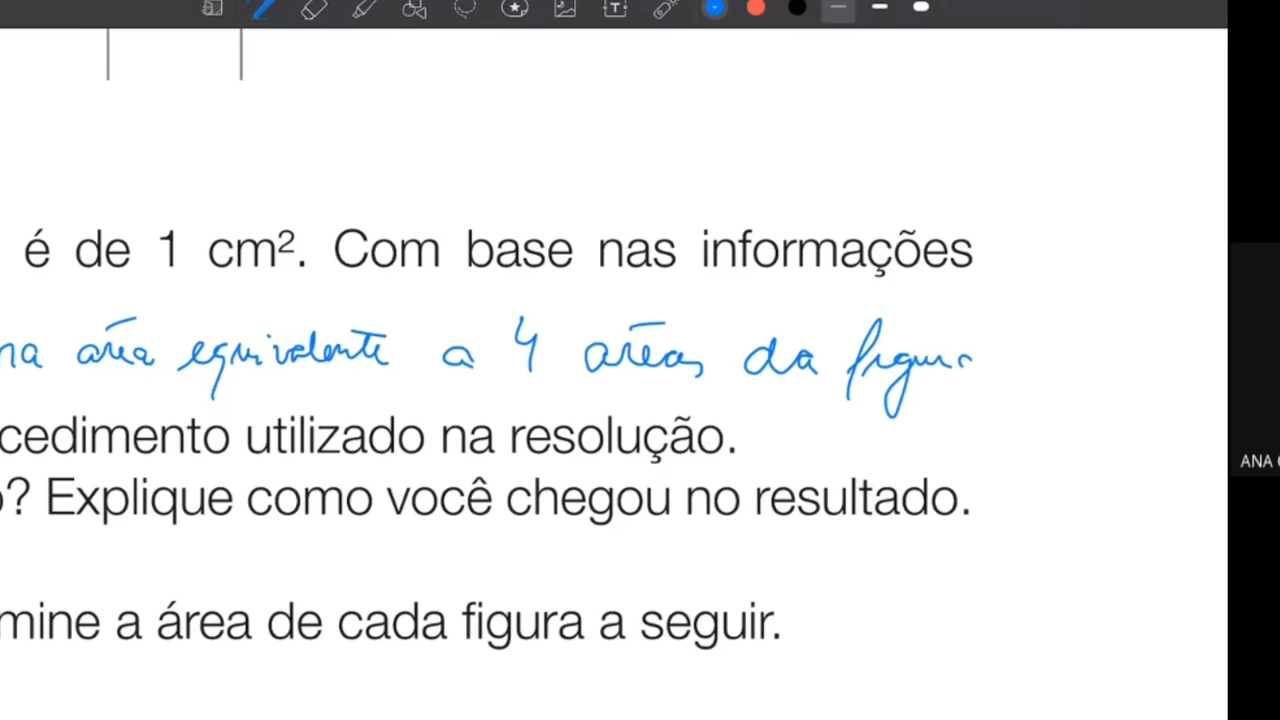 é de 1 cm². Com base nas informações
na área equivalente a 4 áreas da figura
cedimento utilizado na resolução.
o? Explique como você chegou no resultado.
ANA
mine a área de cada figura a seguir.